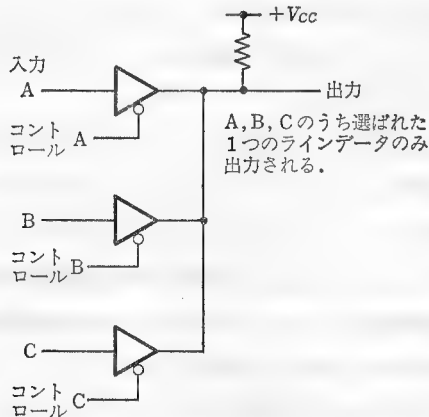 +Vcc
入力
A
出力
コント
ロール A
A, B, Cのうち選ばれた
1つのラインデータのみ
出力される.
B
コント
ロール B
C
コント
ロール C